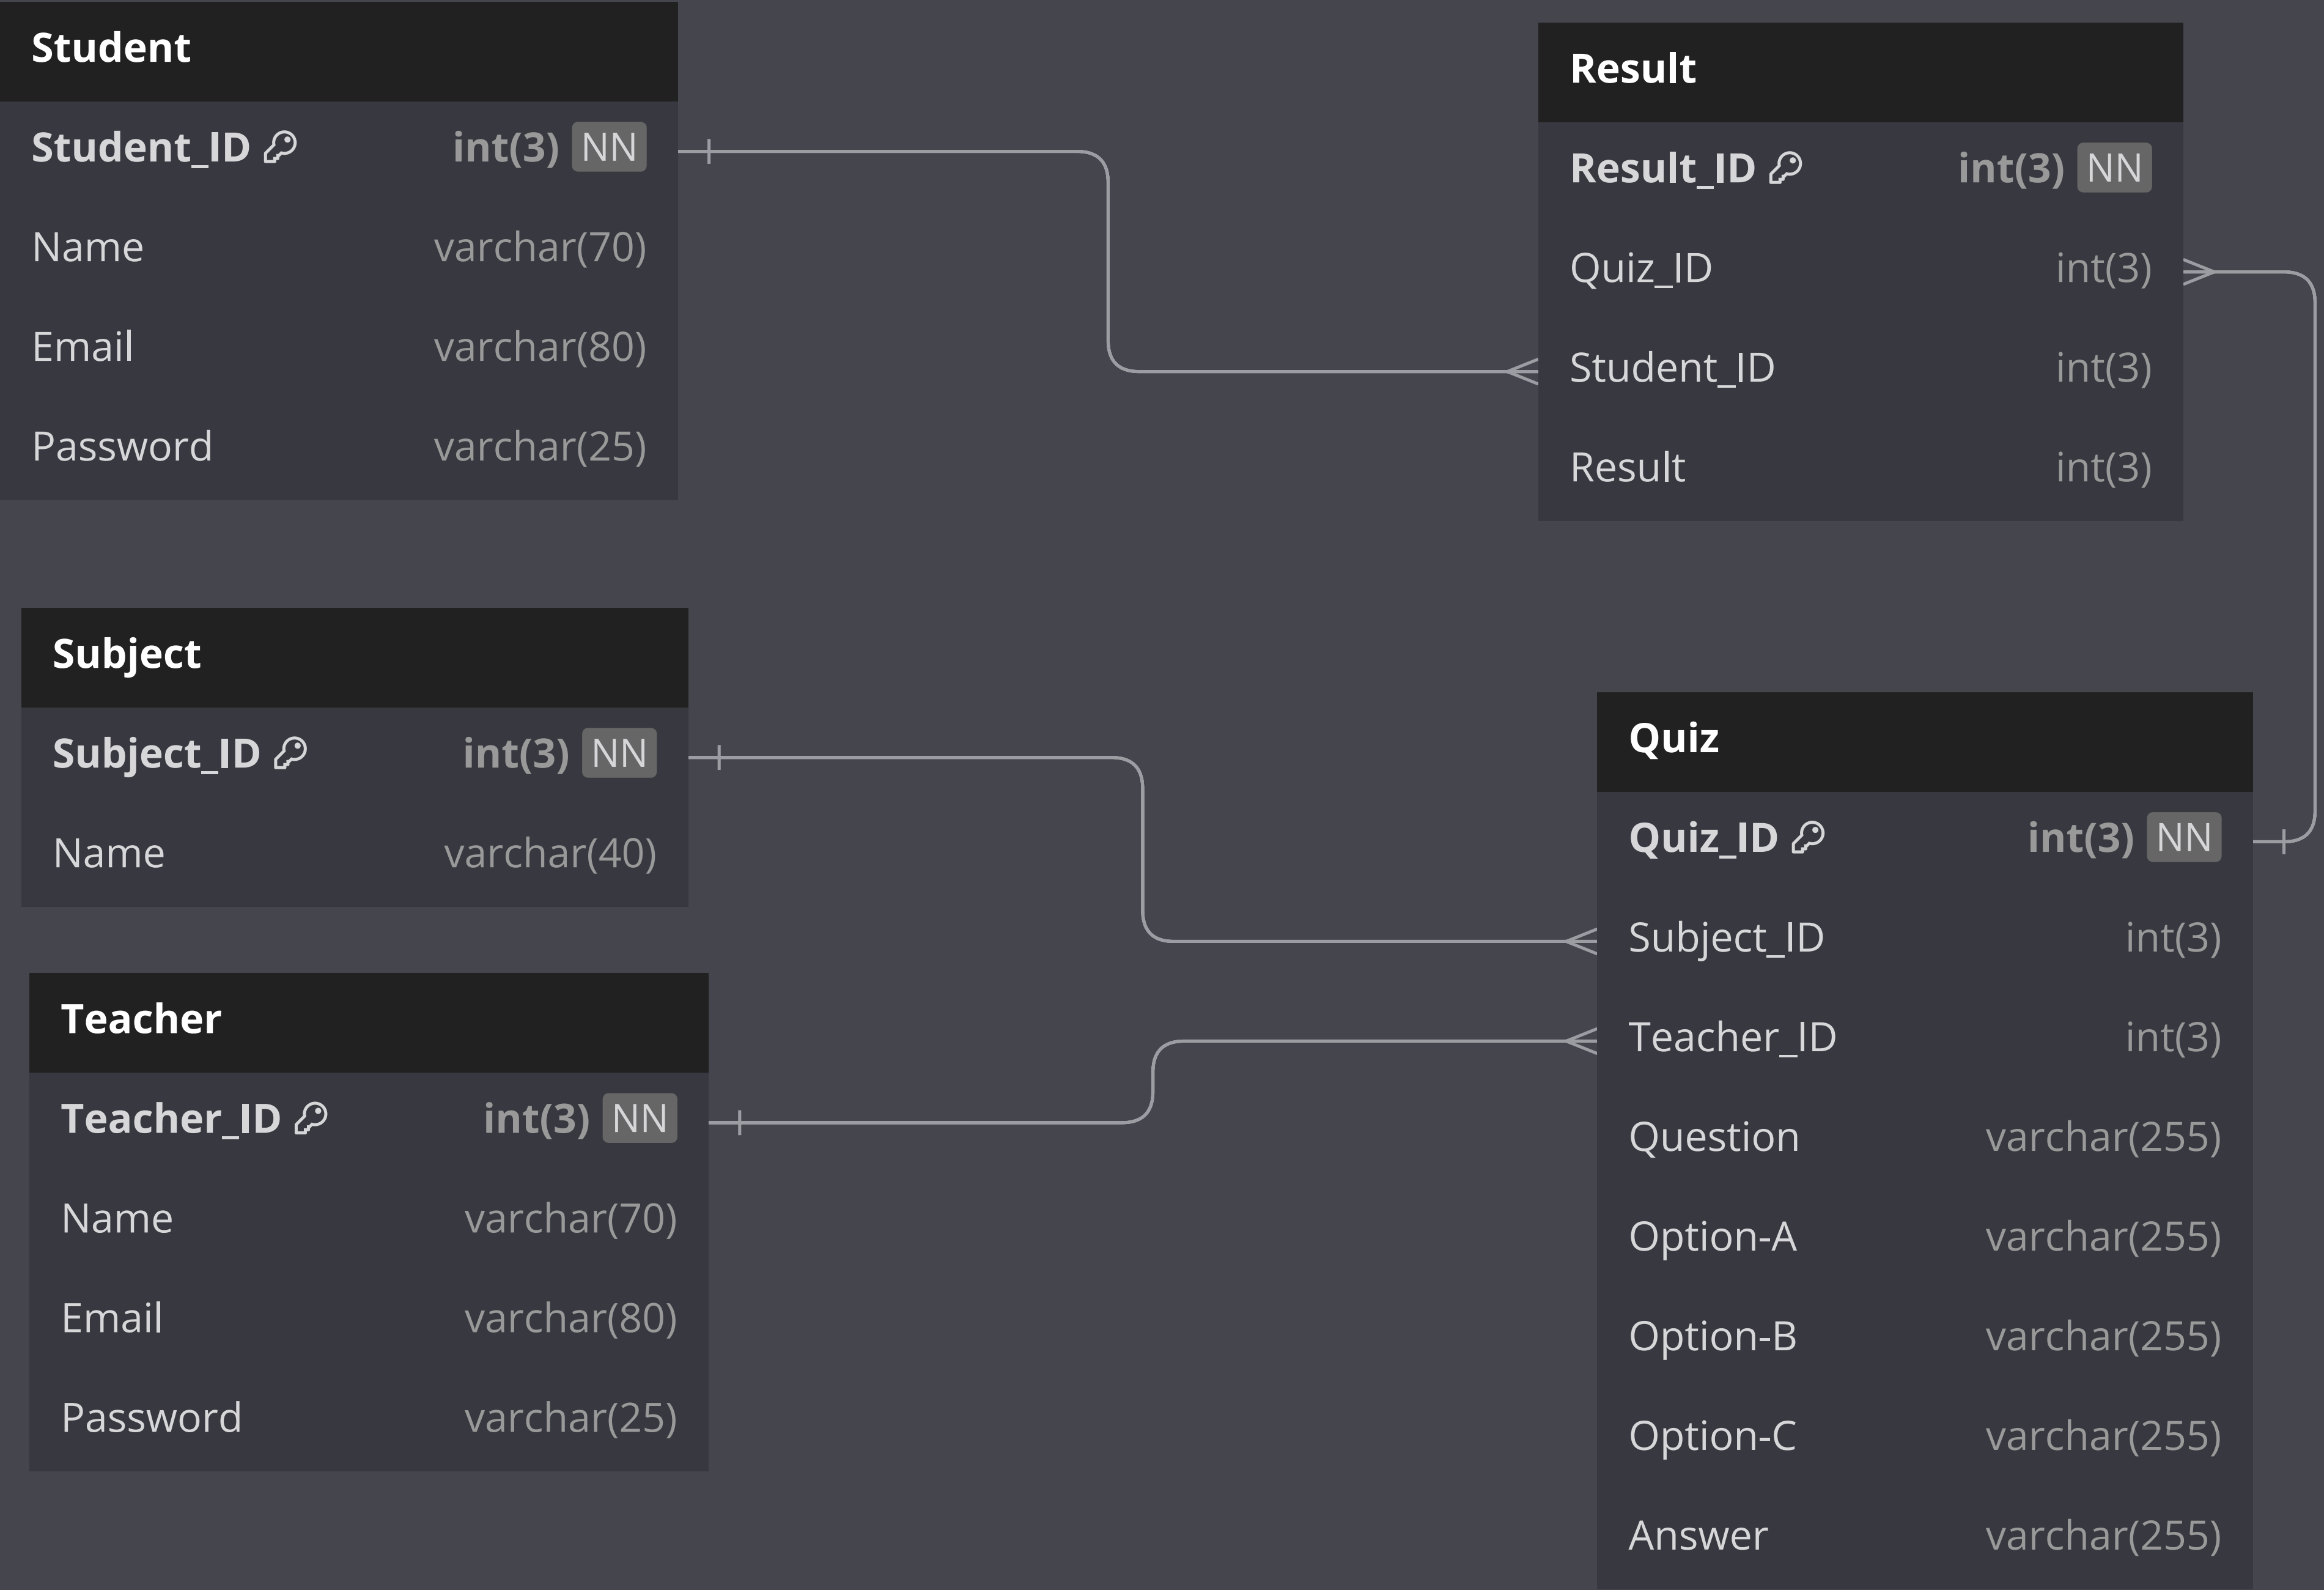 Student
Student_ID int(3) NN
Name varchar(70)
Email varchar(80)
Password varchar(25)
Result
Result_ID int(3) NN
Quiz_ID int(3)
Student_ID int(3)
Result int(3)
Subject
Subject_ID int(3) NN
Name varchar(40)
Teacher
Teacher_ID int(3) NN
Name varchar(70)
Email varchar(80)
Password varchar(25)
Quiz
Quiz_ID int(3) NN
Subject_ID int(3)
Teacher_ID int(3)
Question varchar(255)
Option-A varchar(255)
Option-B varchar(255)
Option-C varchar(255)
Answer varchar(255)